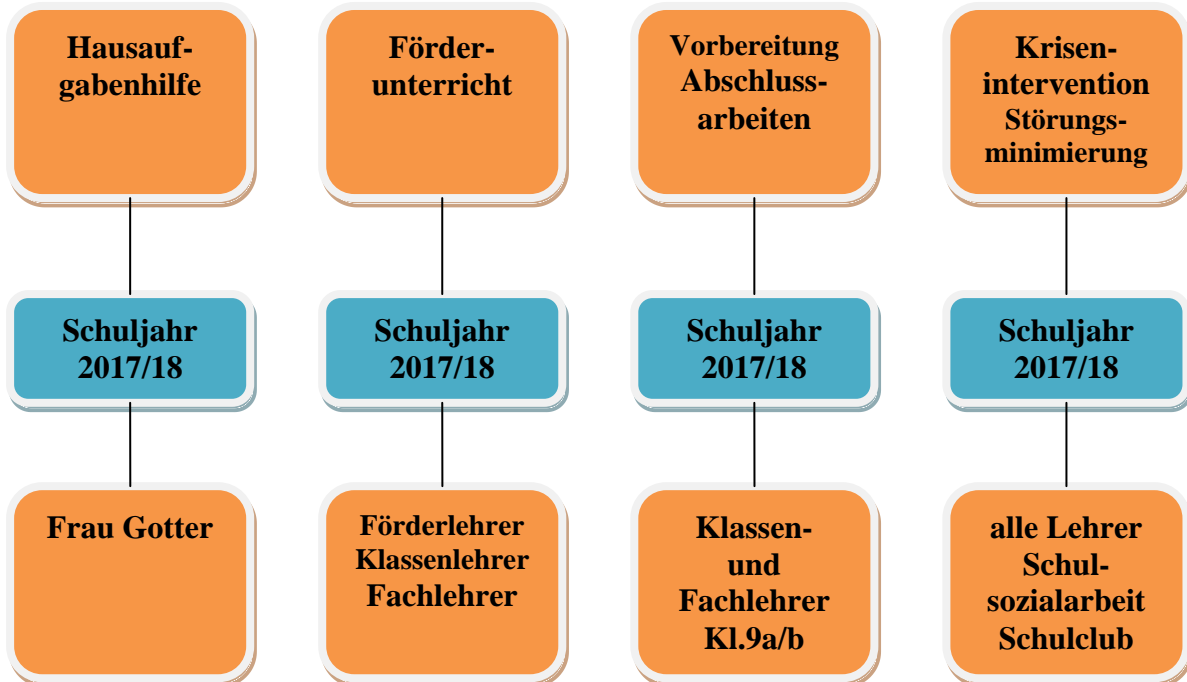 Hausauf-
gabenhilfe
Förder-
unterricht
Vorbereitung
Abschluss-
arbeiten
Krisen-
intervention
Störungs-
minimierung
Schuljahr
2017/18
Schuljahr
2017/18
Schuljahr
2017/18
Schuljahr
2017/18
Frau Gotter
Förderlehrer
Klassenlehrer
Fachlehrer
Klassen-
und
Fachlehrer
Kl.9a/b
alle Lehrer
Schul-
sozialarbeit
Schulclub